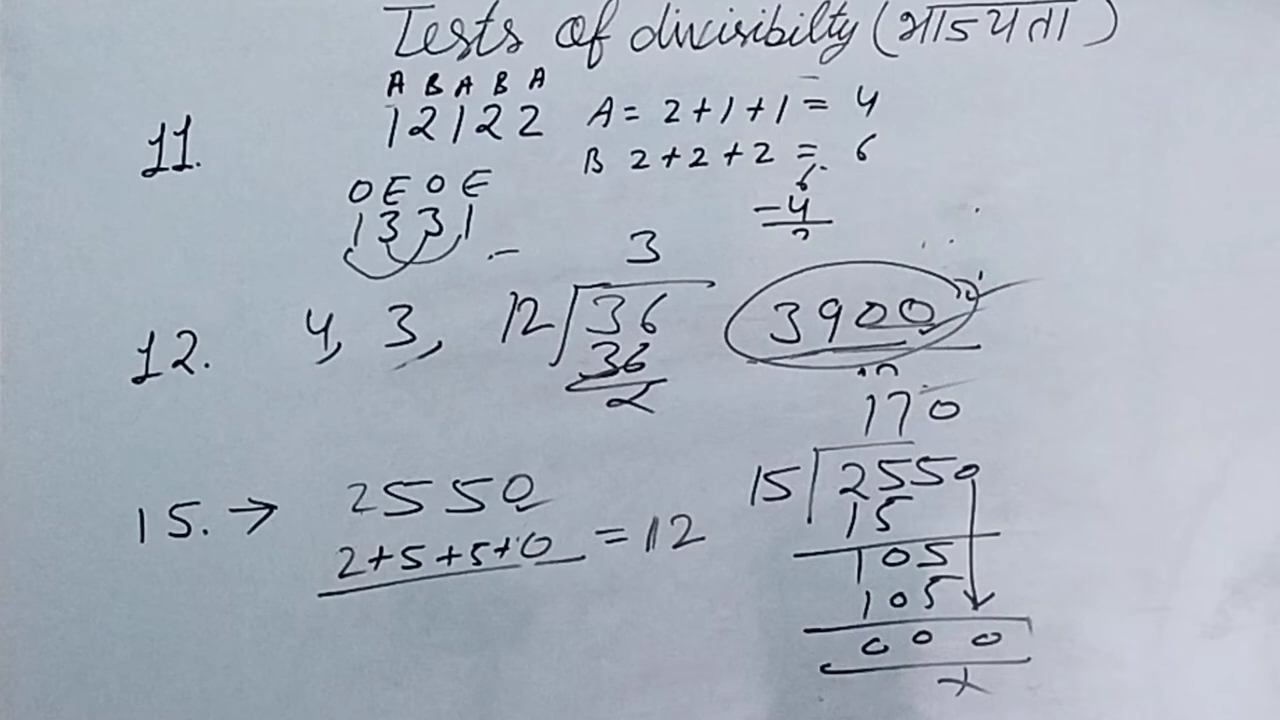 Tests of divisibilty (भाज्यता)
A B A B A
11. 12122 A = 2+1+1 = 4
B 2+2+2 = 6
6
-4
2
O E O E
1331
3
12. 4, 3, 12 36 3900
36
170
15. → 2550 15 2550
2+5+5+0 = 12 15
105
105
000
x